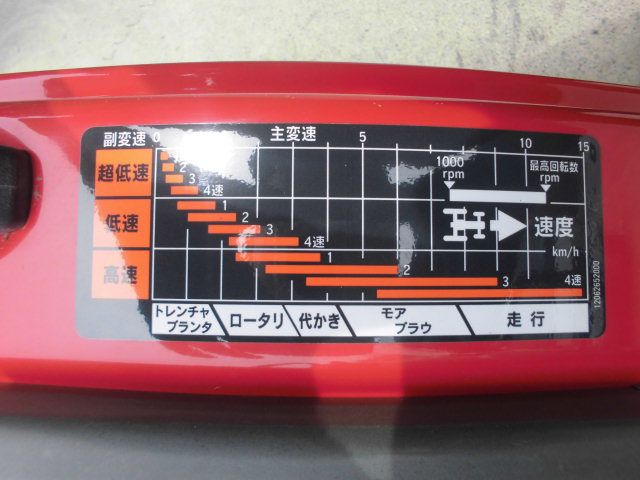 副変速 0 主変速 5 10 15
1000 rpm 最高回転数 rpm
超低速
2
3
4速
低速
1
2
3
4速
速度
km/h
高速
1
2
3
4速
トレンチャ プランタ
ロータリ
代かき
モア プラウ
走行
12062652000